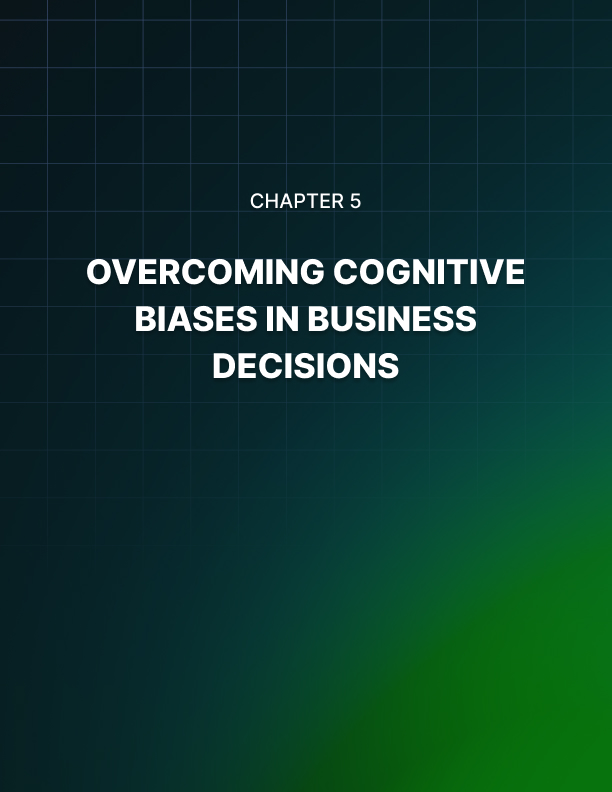 CHAPTER 5
OVERCOMING COGNITIVE
BIASES IN BUSINESS
DECISIONS